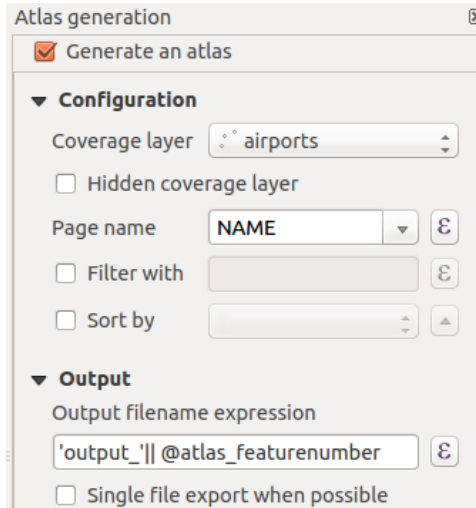 Atlas generation
Generate an atlas
Configuration
Coverage layer airports
Hidden coverage layer
Page name NAME ε
Filter with ε
Sort by
Output
Output filename expression
'output_'|| @atlas_featurenumber ε
Single file export when possible